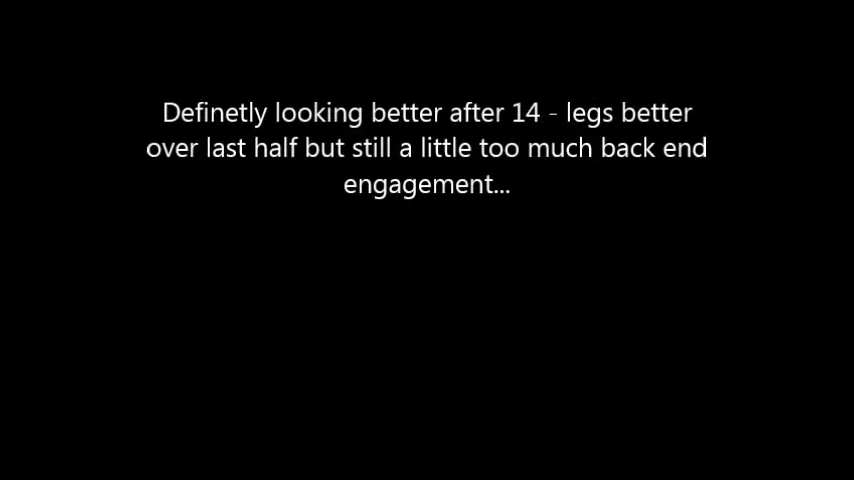 Definetly looking better after 14 - legs better
over last half but still a little too much back end
engagement...